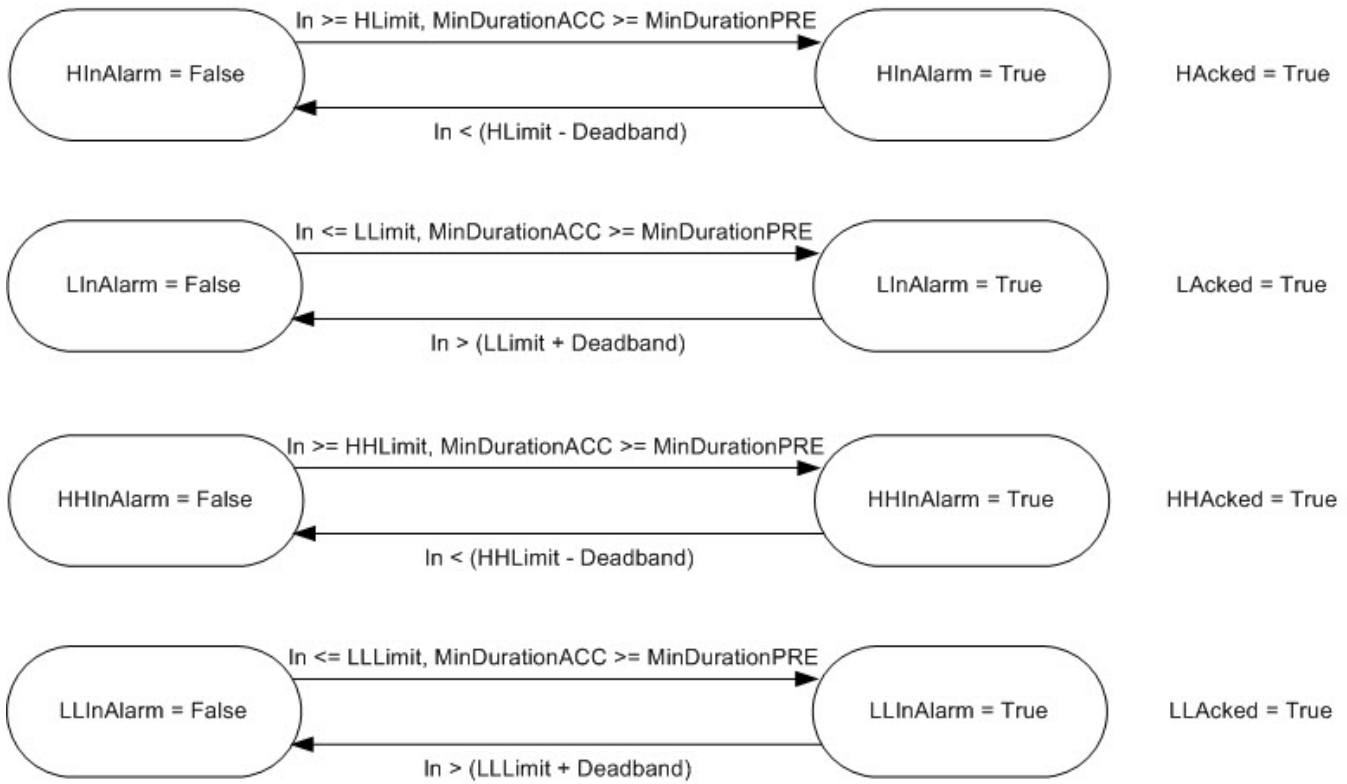 In >= HLimit, MinDurationACC >= MinDurationPRE
HInAlarm = False
HInAlarm = True
HAcked = True
In < (HLimit - Deadband)
In <= LLimit, MinDurationACC >= MinDurationPRE
LInAlarm = False
LInAlarm = True
LAcked = True
In > (LLimit + Deadband)
In >= HHLimit, MinDurationACC >= MinDurationPRE
HHInAlarm = False
HHInAlarm = True
HHAcked = True
In < (HHLimit - Deadband)
In <= LLLimit, MinDurationACC >= MinDurationPRE
LLInAlarm = False
LLInAlarm = True
LLAcked = True
In > (LLLimit + Deadband)